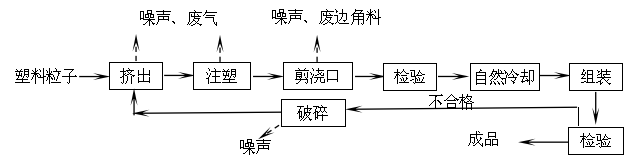 噪声、废气
噪声、废边角料
塑料粒子
挤出
注塑
剪浇口
检验
自然冷却
组装
不合格
破碎
噪声
成品
检验